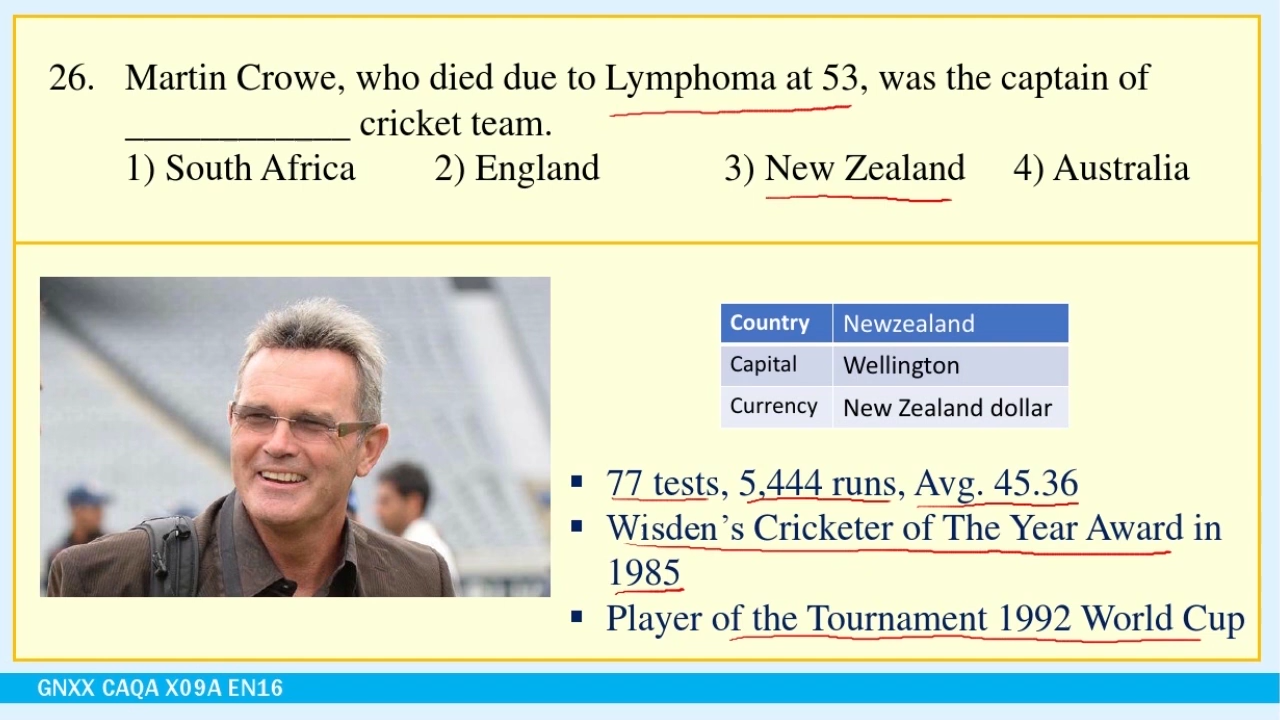 26. Martin Crowe, who died due to Lymphoma at 53, was the captain of
____________ cricket team.
1) South Africa 2) England 3) New Zealand 4) Australia
Country Newzealand
Capital Wellington
Currency New Zealand dollar
▪ 77 tests, 5,444 runs, Avg. 45.36
▪ Wisden’s Cricketer of The Year Award in
1985
▪ Player of the Tournament 1992 World Cup
GNXX CAQA X09A EN16